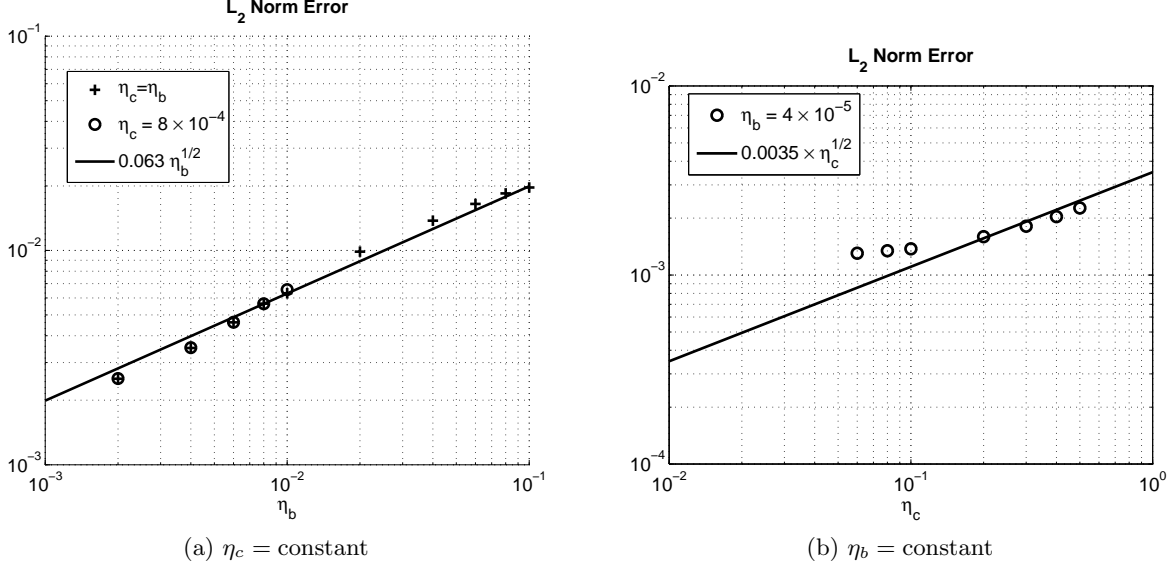 L2 Norm Error
10^-1
10^-2
10^-3
ηc=ηb
ηc = 8 × 10^-4
0.063 ηb^1/2
10^-3
10^-2
10^-1
ηb
(a) ηc = constant
L2 Norm Error
10^-2
10^-3
10^-4
ηb = 4 × 10^-5
0.0035 × ηc^1/2
10^-2
10^-1
10^0
ηc
(b) ηb = constant